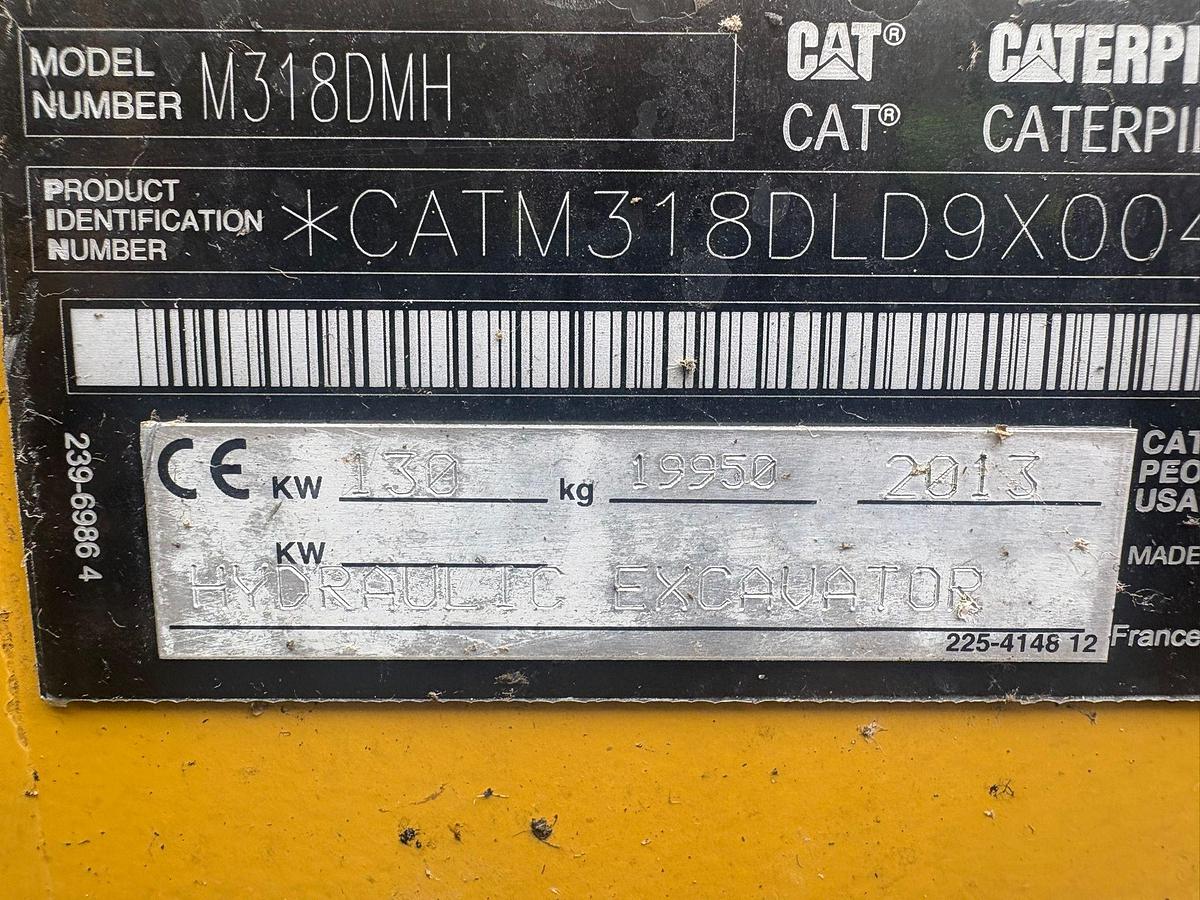 MODEL
NUMBER M318DMH
CAT® CATERPI
CAT® CATERPI
PRODUCT
IDENTIFICATION
NUMBER *CATM318DLD9X004
239-6986 4
CE KW 130 kg 19950 2013
KW
HYDRAULIC EXCAVATOR
225-4148 12
CAT
PEO
USA
MADE
France